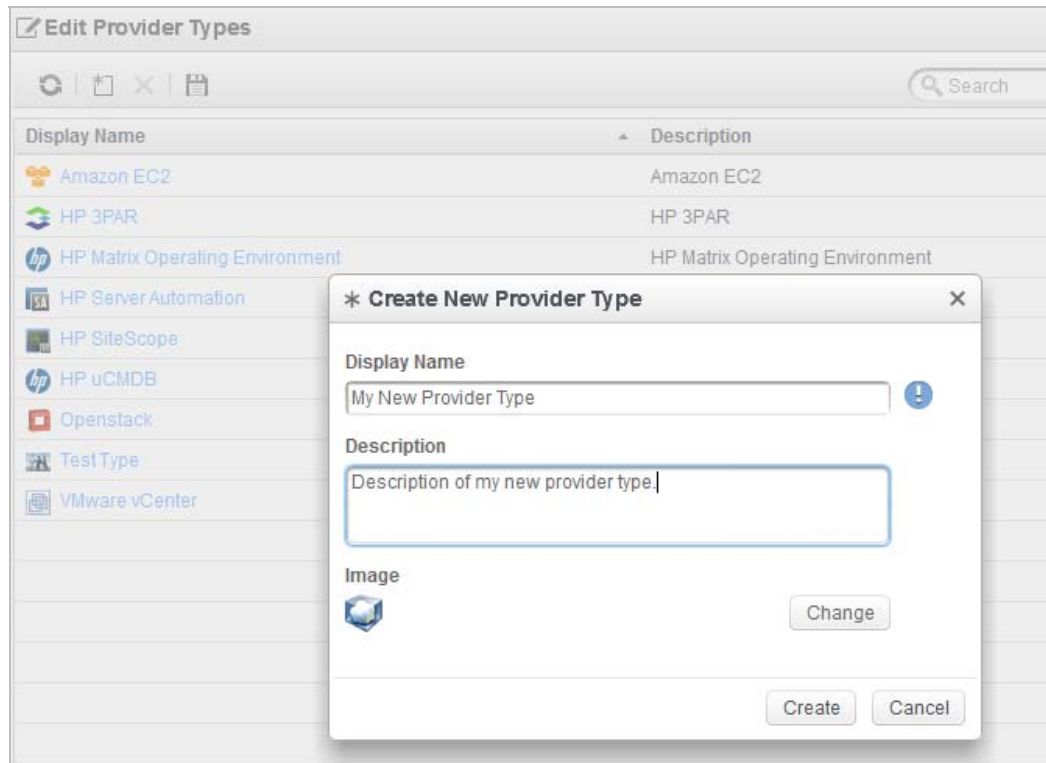 Edit Provider Types
Search
Display Name Description
Amazon EC2 Amazon EC2
HP 3PAR HP 3PAR
HP Matrix Operating Environment HP Matrix Operating Environment
HP Server Automation
HP SiteScope
HP uCMDB
Openstack
Test Type
VMware vCenter
Create New Provider Type
Display Name
My New Provider Type
Description
Description of my new provider type.
Image
Change
Create Cancel